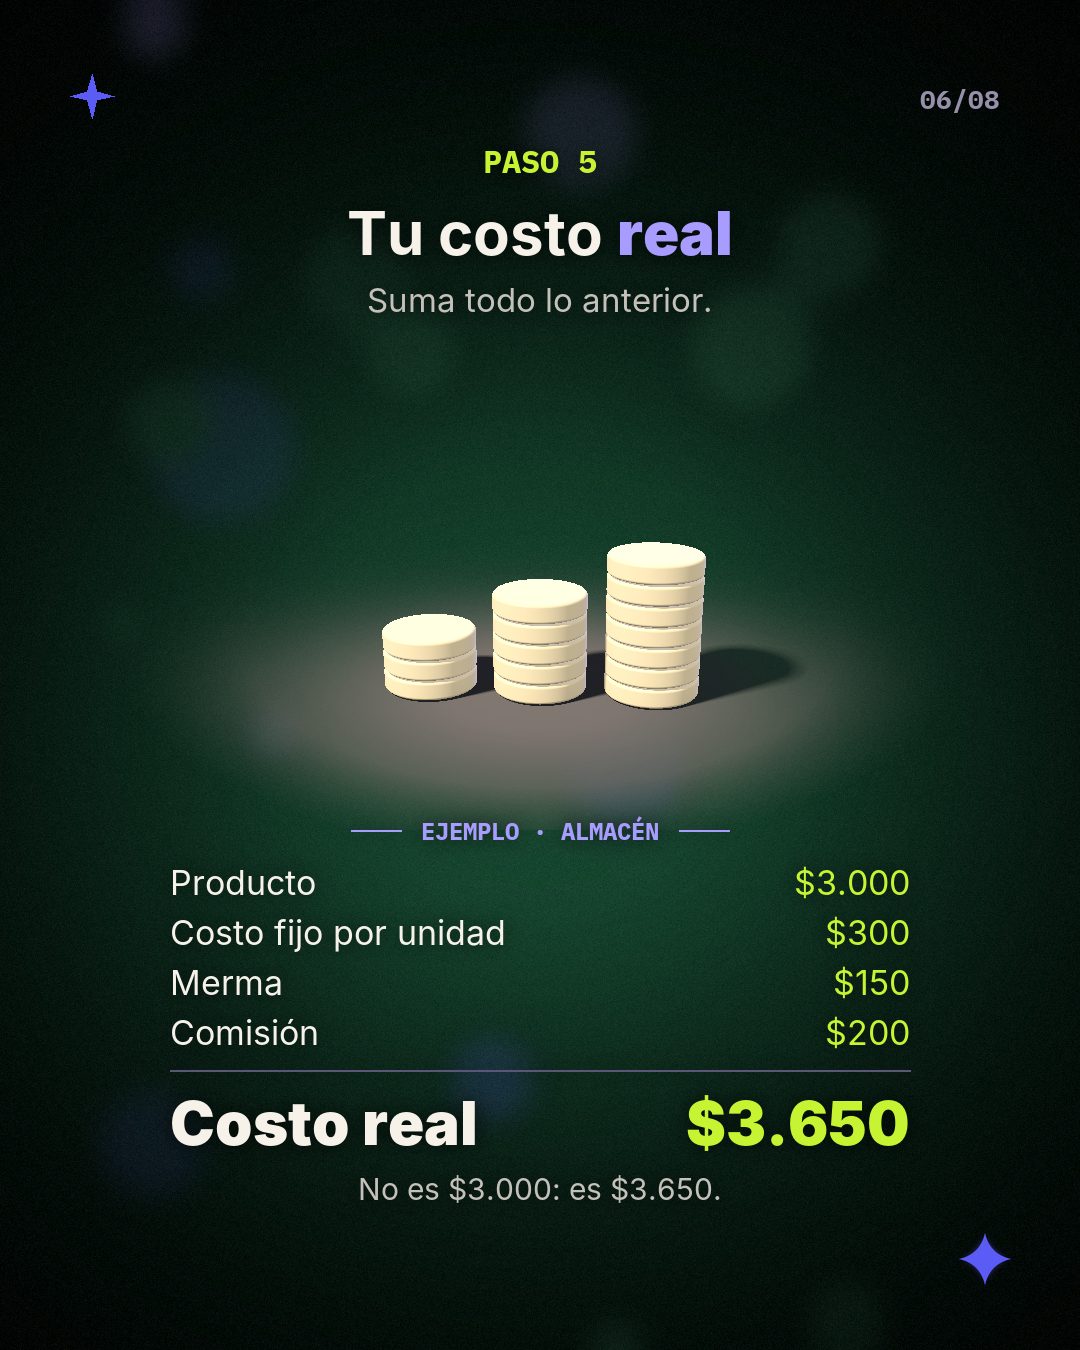 06/08
PASO 5
Tu costo real
Suma todo lo anterior.
EJEMPLO · ALMACÉN
Producto $3.000
Costo fijo por unidad $300
Merma $150
Comisión $200
Costo real $3.650
No es $3.000: es $3.650.